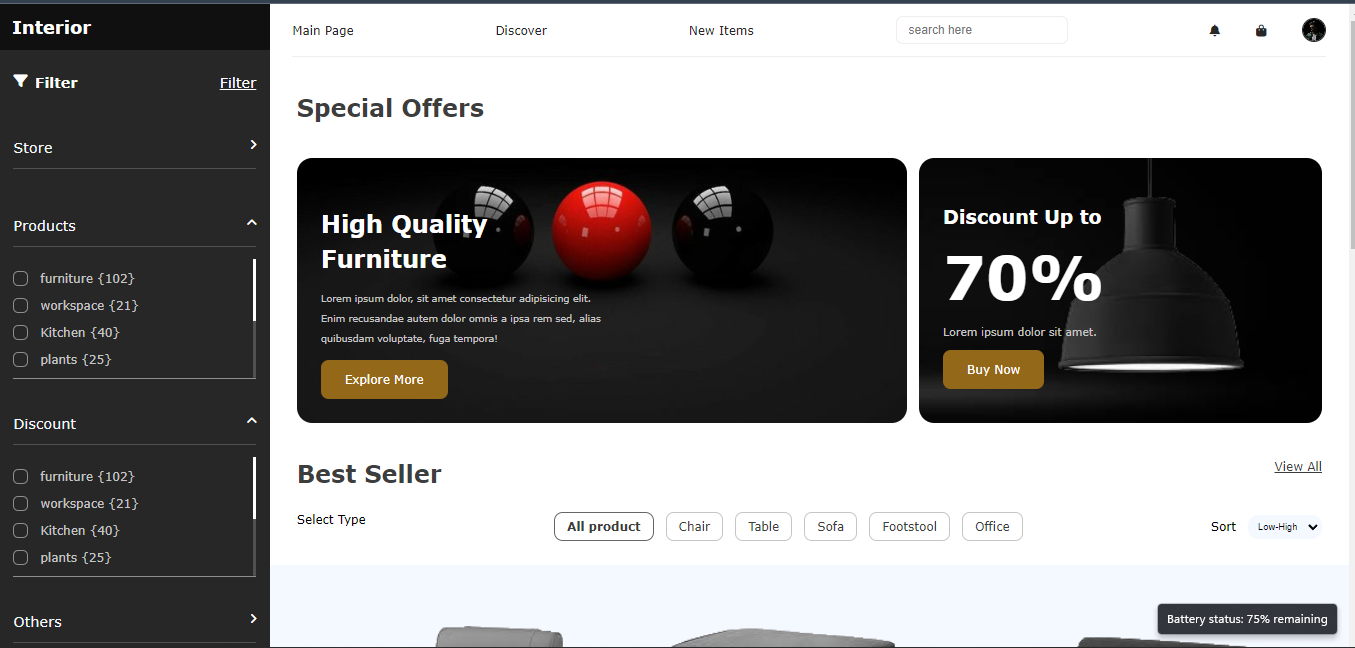 Interior
Filter
Filter
Store
Products
furniture {102}
workspace {21}
Kitchen {40}
plants {25}
Discount
furniture {102}
workspace {21}
Kitchen {40}
plants {25}
Others
Main Page
Discover
New Items
search here
Special Offers
High Quality
Furniture
Lorem ipsum dolor, sit amet consectetur adipisicing elit.
Enim recusandae autem dolor omnis a ipsa rem sed, alias
quibusdam voluptate, fuga tempora!
Explore More
Discount Up to
70%
Lorem ipsum dolor sit amet.
Buy Now
Best Seller
View All
Select Type
All product
Chair
Table
Sofa
Footstool
Office
Sort
Low-High
Battery status: 75% remaining